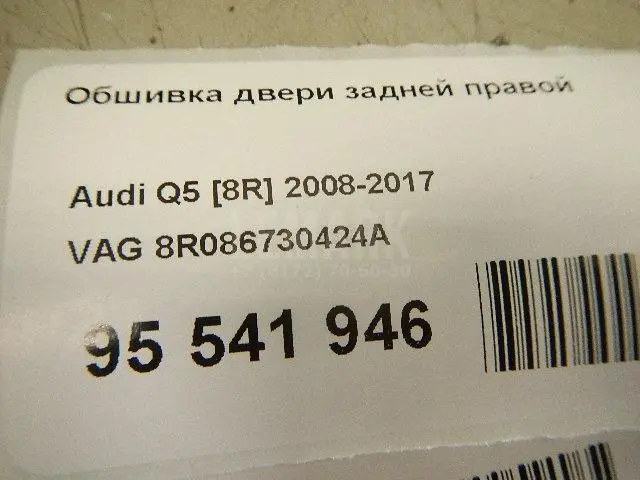 Обшивка двери задней правой
Audi Q5 [8R] 2008-2017
VAG 8R086730424A
95 541 946